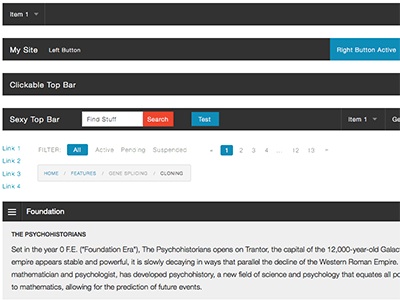 Item 1
My Site Left Button Right Button Active
Clickable Top Bar
Sexy Top Bar Find Stuff Search Test Item 1 Ge
Link 1
Link 2
Link 3
Link 4
FILTER: All Active Pending Suspended « 1 2 3 4 ... 12 13 »
HOME / FEATURES / GENE SPLICING / CLONING
Foundation
THE PSYCHOHISTORIANS
Set in the year 0 F.E. ("Foundation Era"), The Psychohistorians opens on Trantor, the capital of the 12,000-year-old Galac
empire appears stable and powerful, it is slowly decaying in ways that parallel the decline of the Western Roman Empire.
mathematician and psychologist, has developed psychohistory, a new field of science and psychology that equates all po
to mathematics, allowing for the prediction of future events.